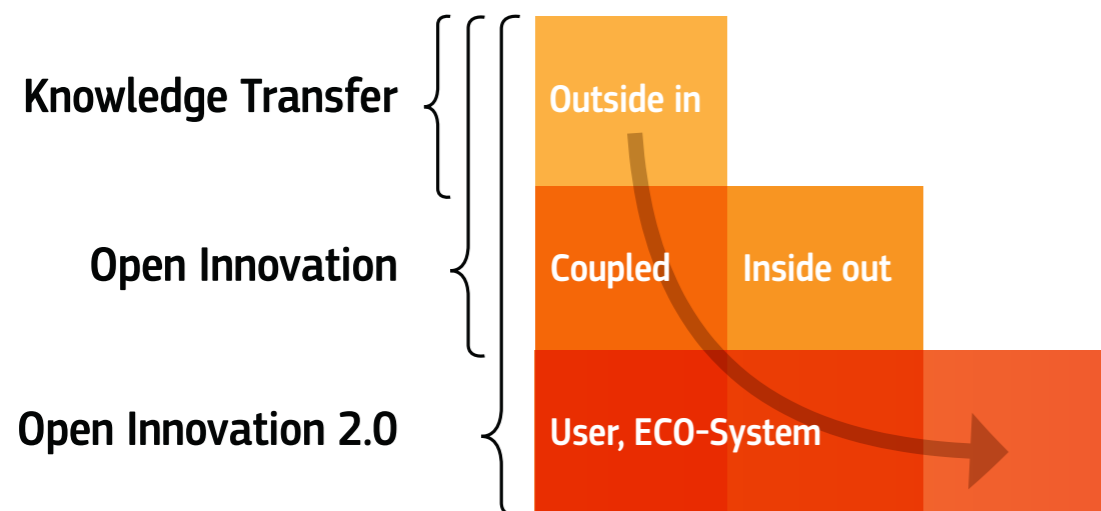 Knowledge Transfer
Outside in
Open Innovation
Coupled
Inside out
Open Innovation 2.0
User, ECO-System